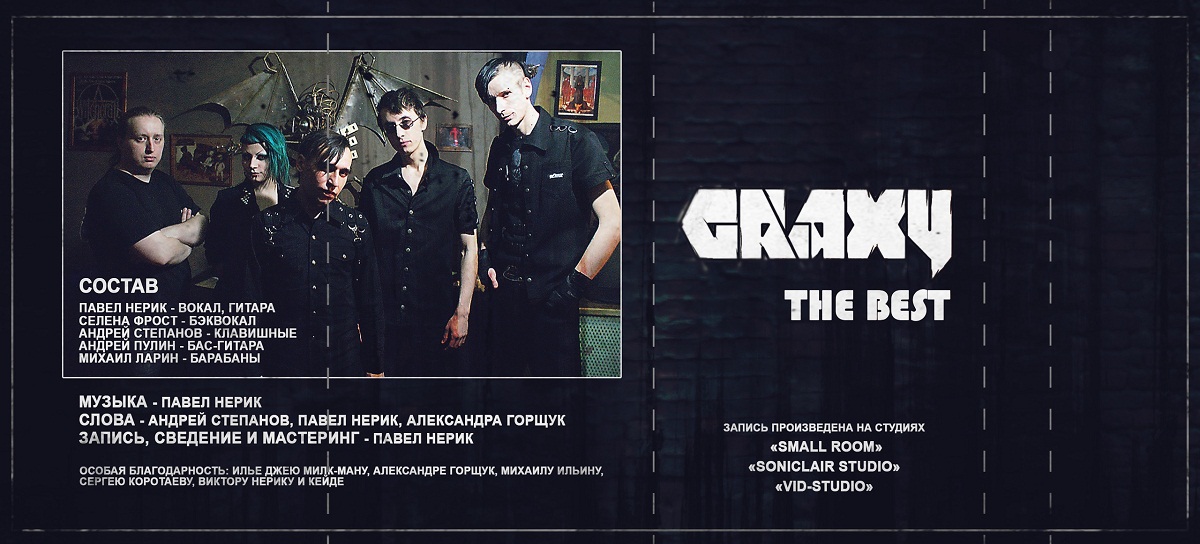 СОСТАВ
ПАВЕЛ НЕРИК - ВОКАЛ, ГИТАРА
СЕЛЕНА ФРОСТ - БЭКВОКАЛ
АНДРЕЙ СТЕПАНОВ - КЛАВИШНЫЕ
АНДРЕЙ ПУЛИН - БАС-ГИТАРА
МИХАИЛ ЛАРИН - БАРАБАНЫ
МУЗЫКА - ПАВЕЛ НЕРИК
СЛОВА - АНДРЕЙ СТЕПАНОВ, ПАВЕЛ НЕРИК, АЛЕКСАНДРА ГОРЩУК
ЗАПИСЬ, СВЕДЕНИЕ И МАСТЕРИНГ - ПАВЕЛ НЕРИК
ОСОБАЯ БЛАГОДАРНОСТЬ: ИЛЬЕ ДЖЕЮ МИЛК-МАНУ, АЛЕКСАНДРЕ ГОРЩУК, МИХАИЛУ ИЛЬИНУ,
СЕРГЕЮ КОРОТАЕВУ, ВИКТОРУ НЕРИКУ И КЕЙДЕ
GALAXY
THE BEST
ЗАПИСЬ ПРОИЗВЕДЕНА НА СТУДИЯХ
«SMALL ROOM»
«SONICLAIR STUDIO»
«VID-STUDIO»